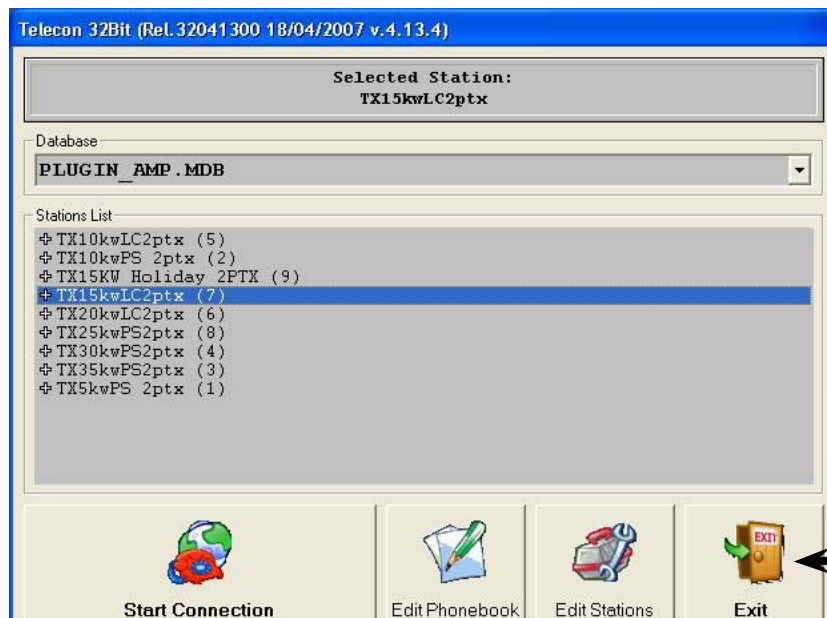 Telecon 32Bit (Rel.32041300 18/04/2007 v.4.13.4)
Selected Station:
TX15kwLC2ptx
Database
PLUGIN_AMP.MDB
Stations List
TX10kwLC2ptx (5)
TX10kwPS 2ptx (2)
TX15KW Holiday 2PTX (9)
TX15kwLC2ptx (7)
TX20kwLC2ptx (6)
TX25kwPS2ptx (8)
TX30kwPS2ptx (4)
TX35kwPS2ptx (3)
TX5kwPS 2ptx (1)
EXIT
Start Connection
Edit Phonebook
Edit Stations
Exit